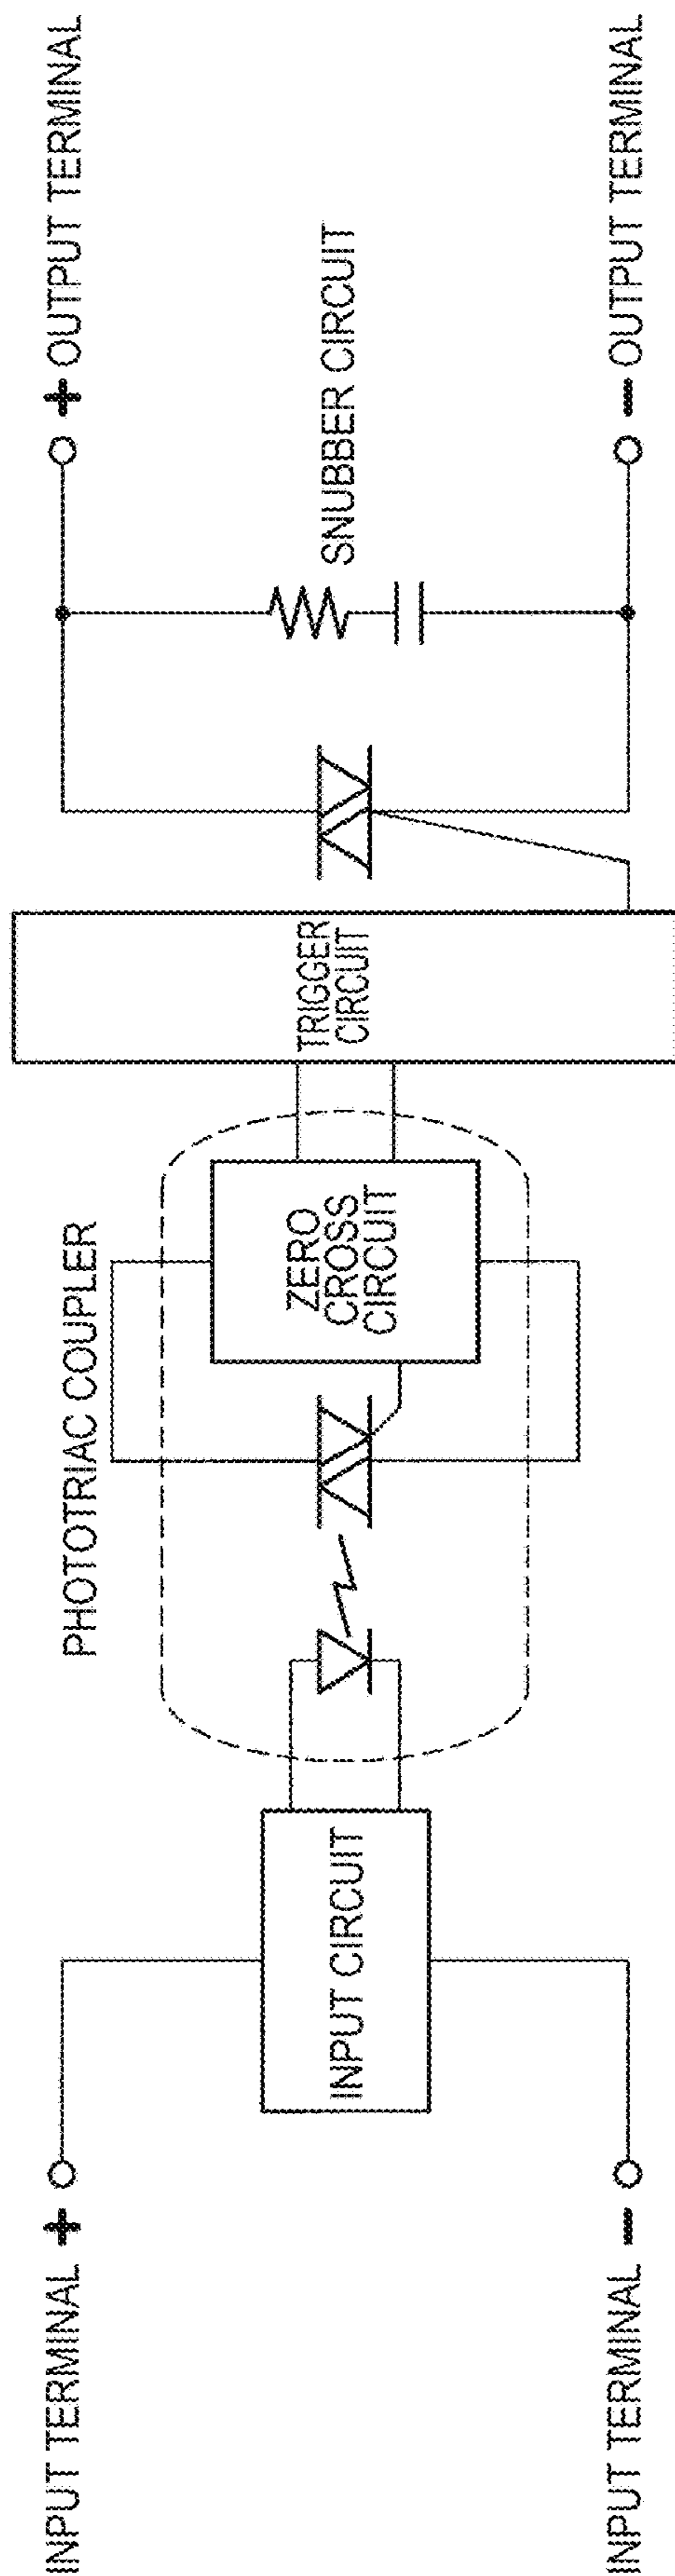 INPUT TERMINAL +
INPUT TERMINAL −
INPUT CIRCUIT
PHOTOTRIAC COUPLER
ZERO
CROSS
CIRCUIT
TRIGGER
CIRCUIT
SNUBBER CIRCUIT
+ OUTPUT TERMINAL
− OUTPUT TERMINAL